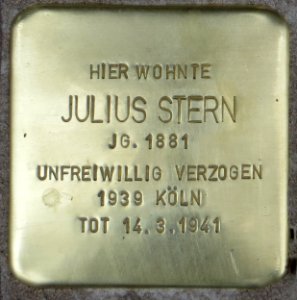 HIER WOHNTE
JULIUS STERN
JG. 1881
UNFREIWILLIG VERZOGEN
1939 KÖLN
TOT 14.3.1941